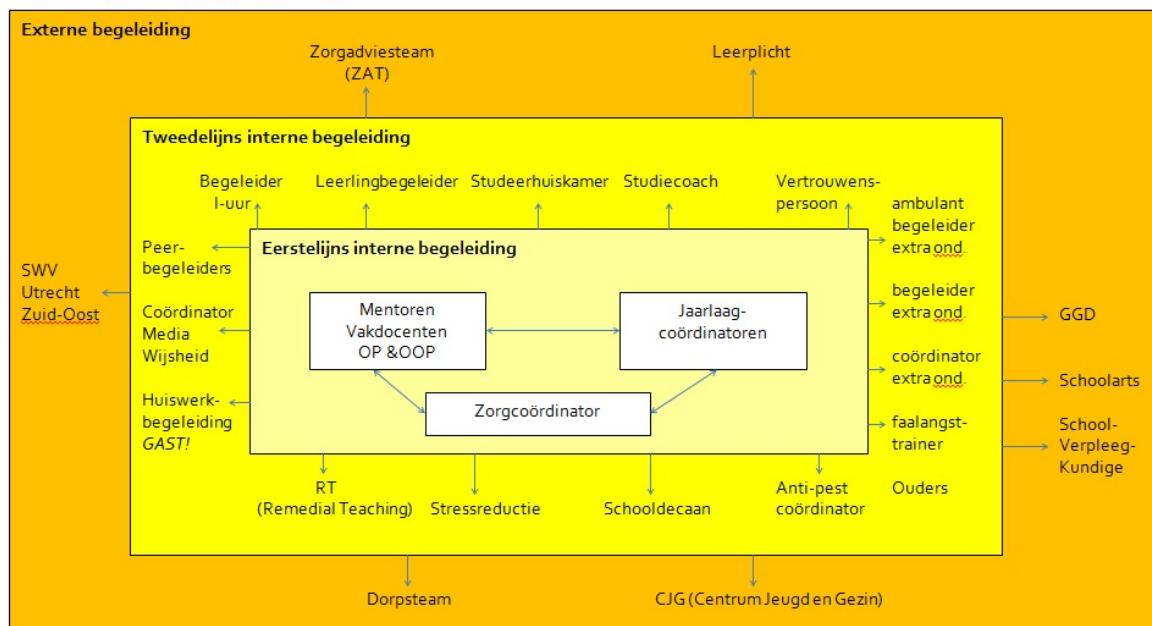 Externe begeleiding
Zorgadviesteam
(ZAT)
Leerplicht
Tweedelijns interne begeleiding
Begeleider
I-uur
Leerlingbegeleider
Studeerhuiskamer
Studiecoach
Vertrouwens-
persoon
ambulant
begeleider
extra ond.
Eerstelijns interne begeleiding
Peer-
begeleiders
SWV
Utrecht
Zuid-Oost
Coördinator
Media
Wijsheid
Mentoren
Vakdocenten
OP &OOP
Jaarlaag-
coördinatoren
begeleider
extra ond.
GGD
Huiswerk-
begeleiding
GAST!
Zorgcoördinator
coördinator
extra ond.
Schoolarts
faalangst-
trainer
School-
Verpleeg-
Kundige
RT
(Remedial Teaching)
Stressreductie
Schooldecaan
Anti-pest
coördinator
Ouders
Dorpsteam
CJG (Centrum Jeugd en Gezin)